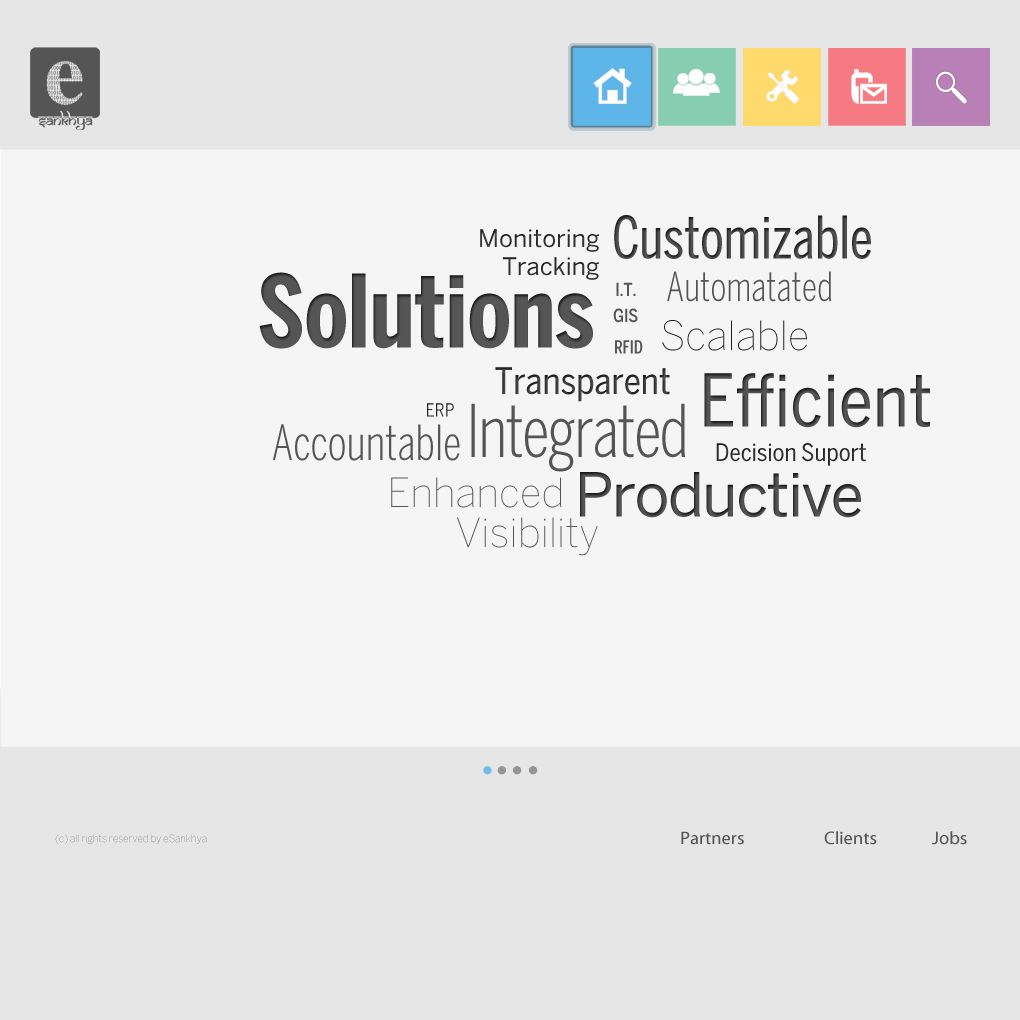 e
sankhya
Monitoring
Customizable
Tracking
Solutions
I.T.
Automatated
GIS
Scalable
RFID
Transparent
Efficient
ERP
Integrated
Accountable
Decision Suport
Enhanced
Productive
Visibility
(c) all rights reserved by eSankhya
Partners
Clients
Jobs